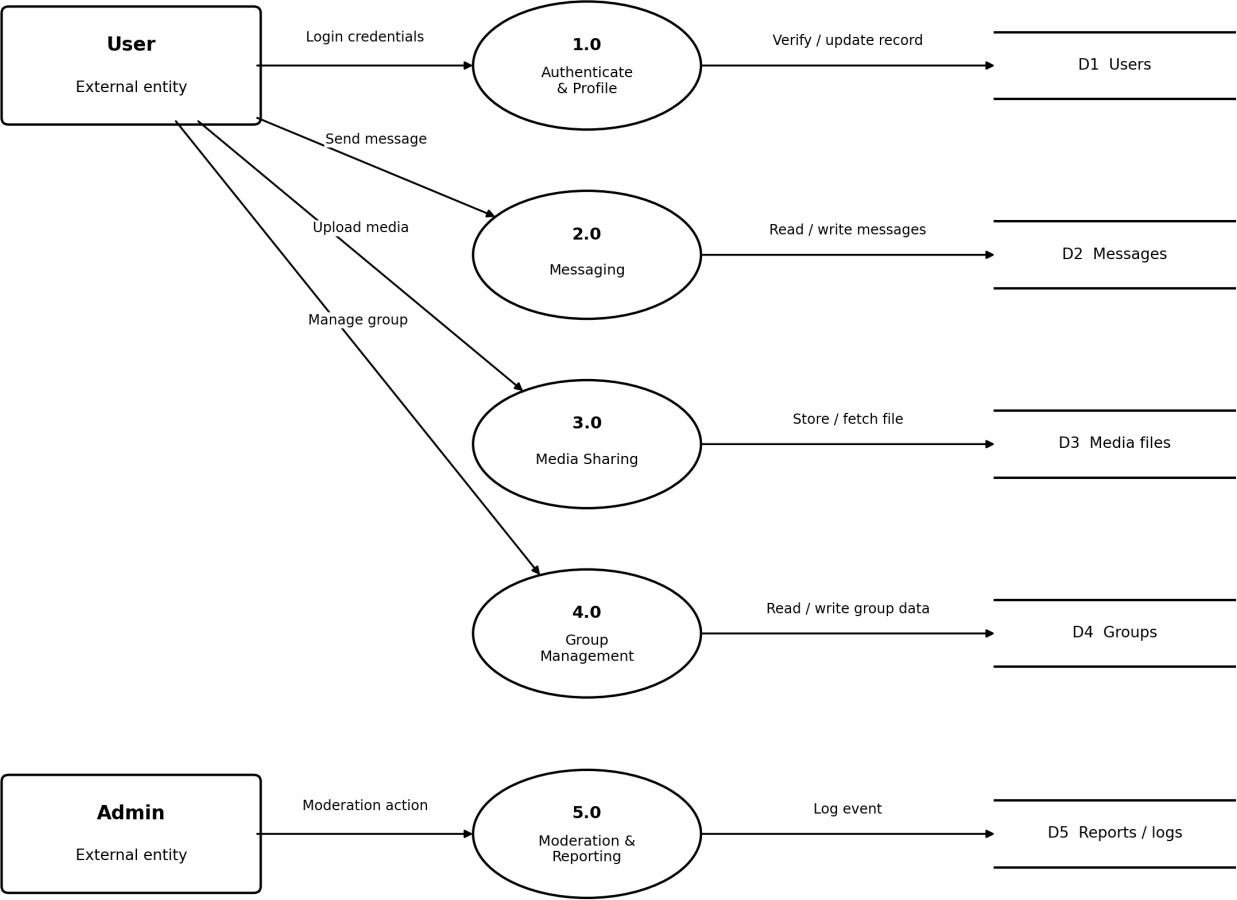 User
External entity
Login credentials
1.0
Authenticate
& Profile
Verify / update record
D1  Users
Send message
2.0
Messaging
Read / write messages
D2  Messages
Upload media
3.0
Media Sharing
Store / fetch file
D3  Media files
Manage group
4.0
Group
Management
Read / write group data
D4  Groups
Admin
External entity
Moderation action
5.0
Moderation &
Reporting
Log event
D5  Reports / logs